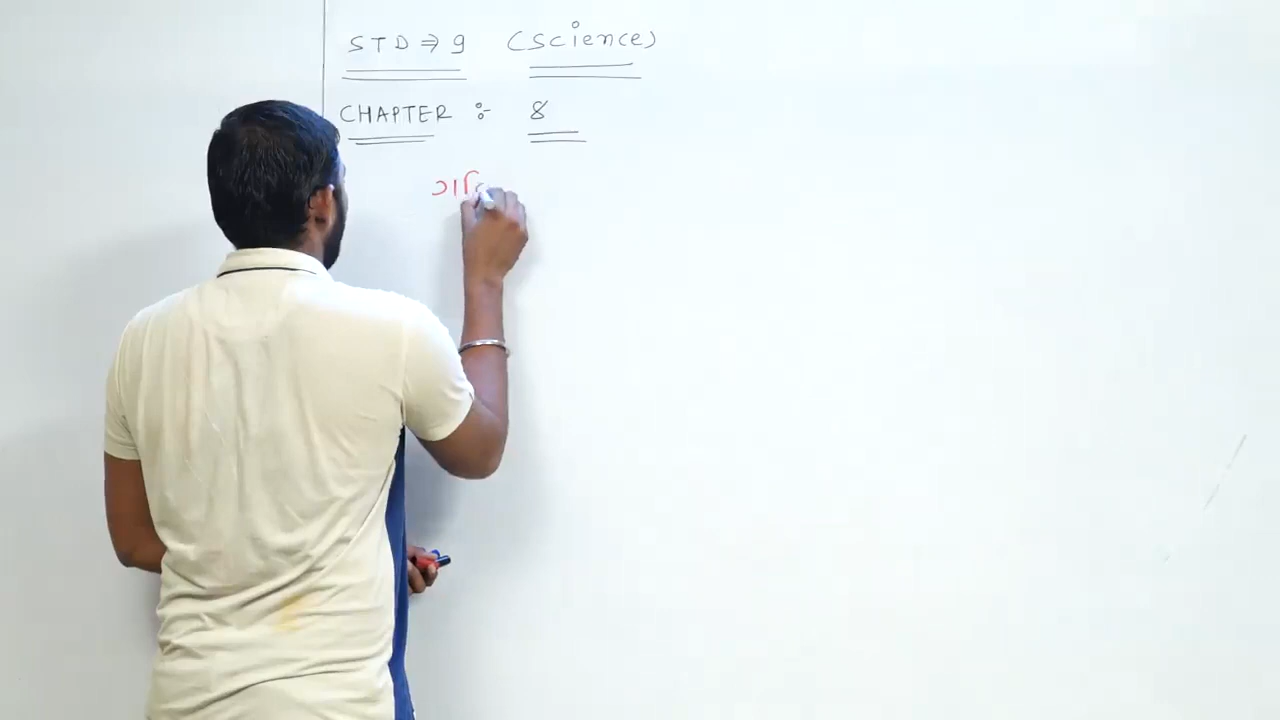 STD ⇒ 9 (Science)
CHAPTER :- 8